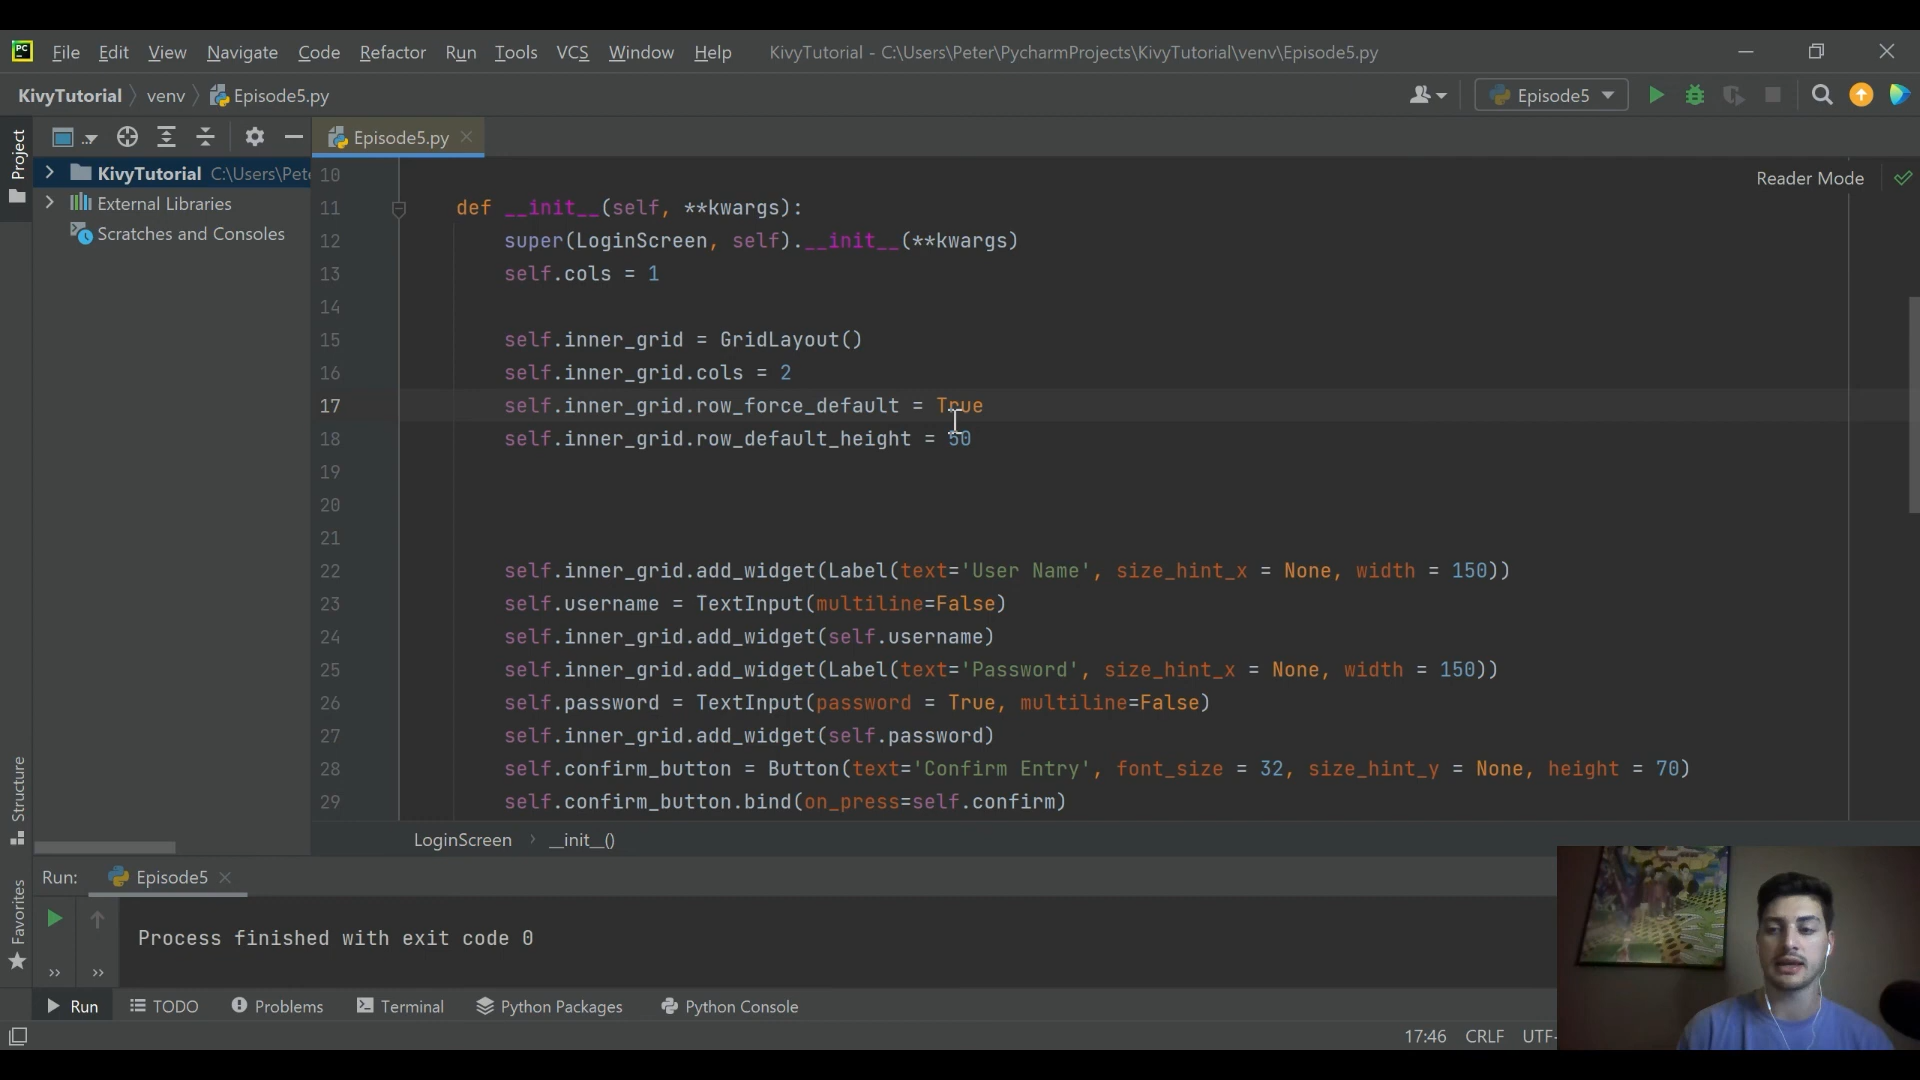 PC
File Edit View Navigate Code Refactor Run Tools VCS Window Help KivyTutorial - C:\Users\Peter\PycharmProjects\KivyTutorial\venv\Episode5.py
KivyTutorial venv Episode5.py Episode5
Project
Episode5.py
KivyTutorial C:\Users\Pete
External Libraries
Scratches and Consoles
Reader Mode
10
11 def __init__(self, **kwargs):
12 super(LoginScreen, self).__init__(**kwargs)
13 self.cols = 1
14
15 self.inner_grid = GridLayout()
16 self.inner_grid.cols = 2
17 self.inner_grid.row_force_default = True
18 self.inner_grid.row_default_height = 50
19
20
21
22 self.inner_grid.add_widget(Label(text='User Name', size_hint_x = None, width = 150))
23 self.username = TextInput(multiline=False)
24 self.inner_grid.add_widget(self.username)
25 self.inner_grid.add_widget(Label(text='Password', size_hint_x = None, width = 150))
26 self.password = TextInput(password = True, multiline=False)
27 self.inner_grid.add_widget(self.password)
28 self.confirm_button = Button(text='Confirm Entry', font_size = 32, size_hint_y = None, height = 70)
29 self.confirm_button.bind(on_press=self.confirm)
Structure
Favorites
LoginScreen __init__()
Run: Episode5
Process finished with exit code 0
Run TODO Problems Terminal Python Packages Python Console
17:46 CRLF UTF-